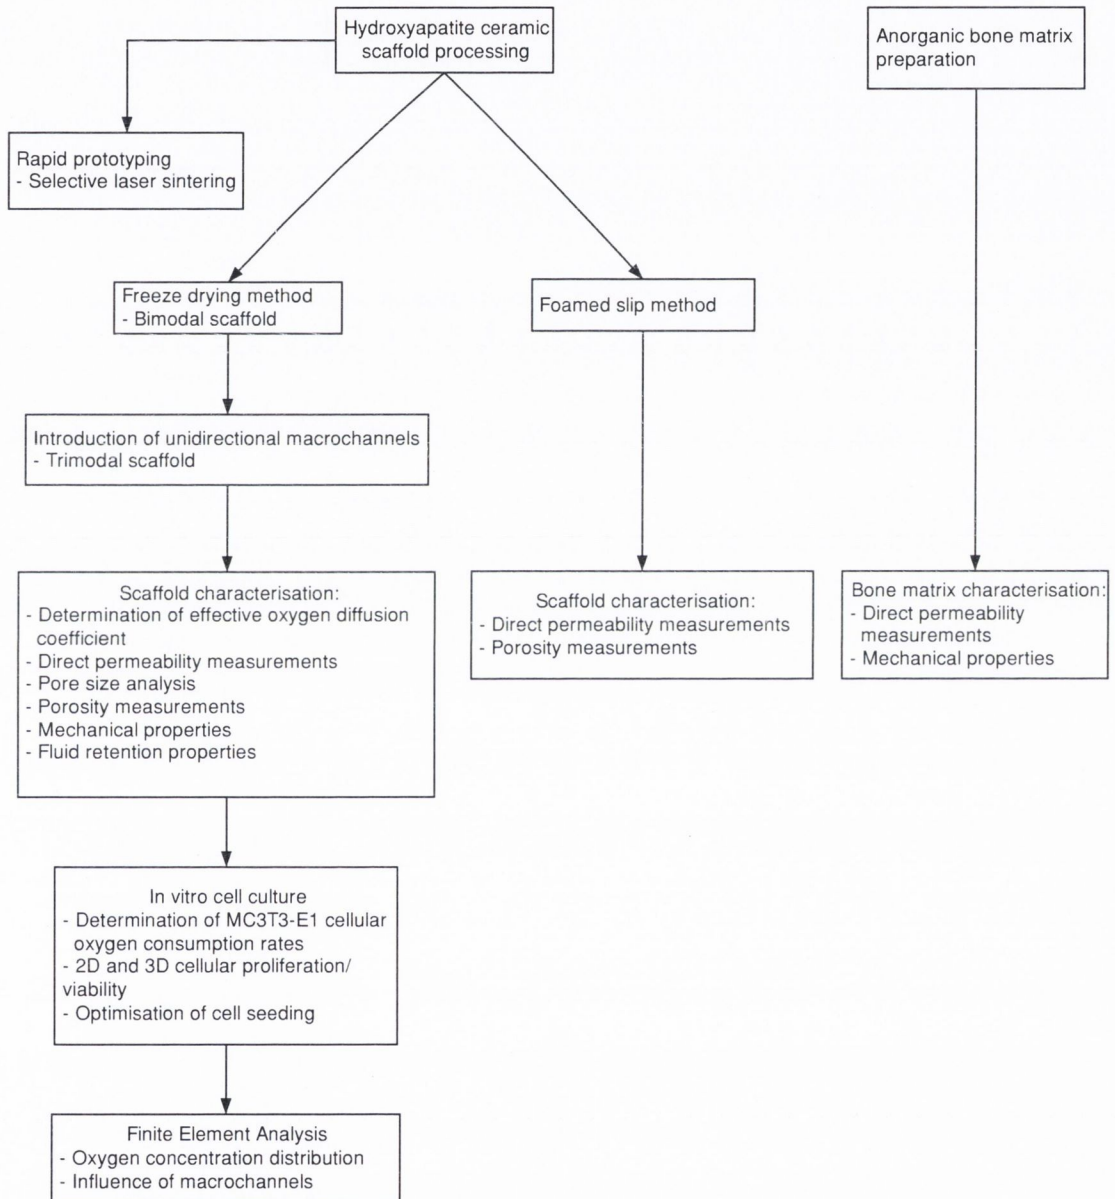 Hydroxyapatite ceramic
scaffold processing
Anorganic bone matrix
preparation
Rapid prototyping
- Selective laser sintering
Freeze drying method
- Bimodal scaffold
Foamed slip method
Introduction of unidirectional macrochannels
- Trimodal scaffold
Scaffold characterisation:
- Determination of effective oxygen diffusion
coefficient
- Direct permeability measurements
- Pore size analysis
- Porosity measurements
- Mechanical properties
- Fluid retention properties
Scaffold characterisation:
- Direct permeability measurements
- Porosity measurements
Bone matrix characterisation:
- Direct permeability
measurements
- Mechanical properties
In vitro cell culture
- Determination of MC3T3-E1 cellular
oxygen consumption rates
- 2D and 3D cellular proliferation/
viability
- Optimisation of cell seeding
Finite Element Analysis
- Oxygen concentration distribution
- Influence of macrochannels